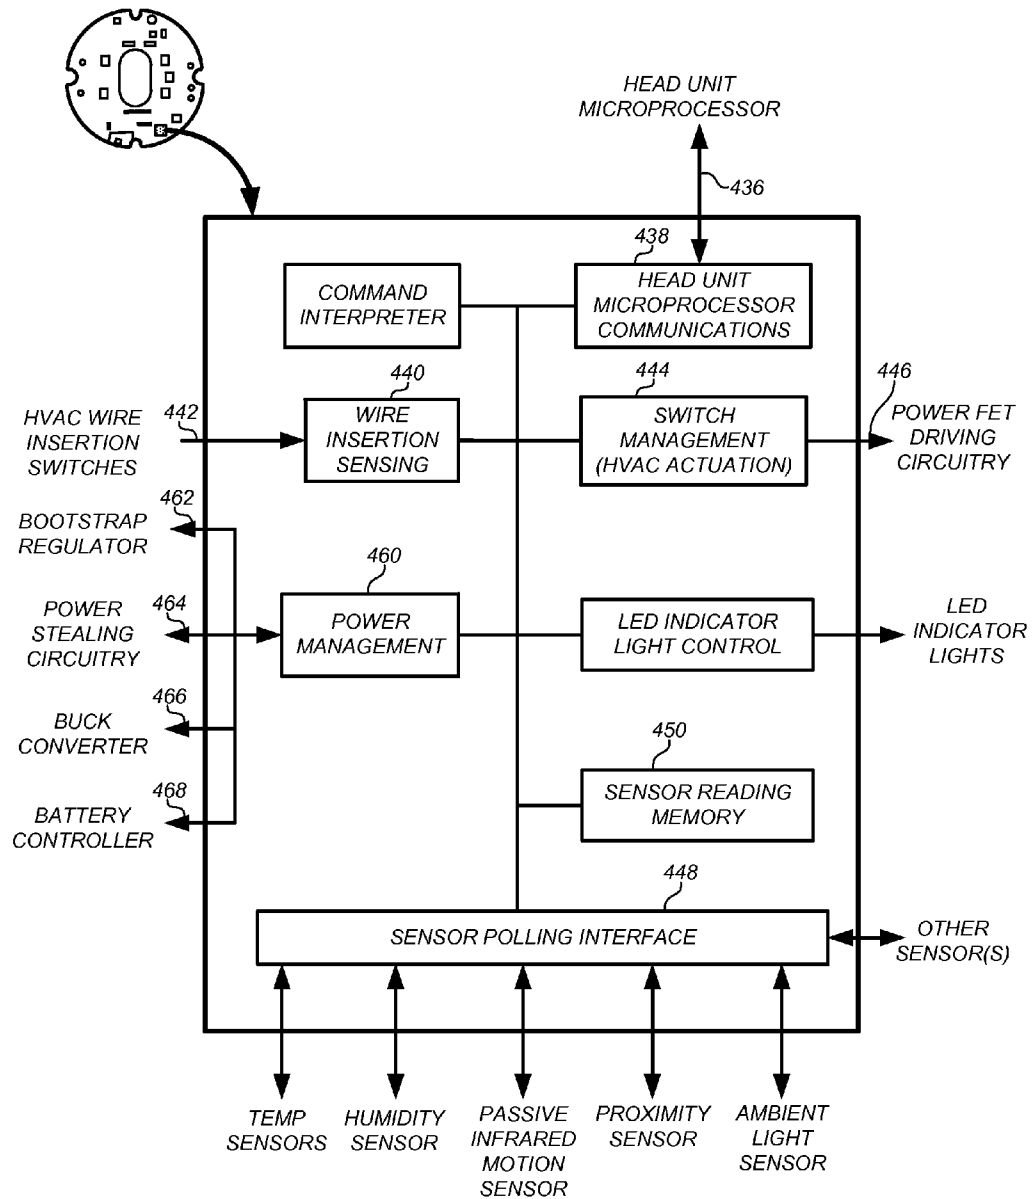 HEAD UNIT
MICROPROCESSOR
436
438
COMMAND
INTERPRETER
HEAD UNIT
MICROPROCESSOR
COMMUNICATIONS
440
444
446
HVAC WIRE
INSERTION
SWITCHES
442
WIRE
INSERTION
SENSING
SWITCH
MANAGEMENT
(HVAC ACTUATION)
POWER FET
DRIVING
CIRCUITRY
462
BOOTSTRAP
REGULATOR
460
POWER
STEALING
CIRCUITRY
464
POWER
MANAGEMENT
LED INDICATOR
LIGHT CONTROL
LED
INDICATOR
LIGHTS
466
BUCK
CONVERTER
450
SENSOR READING
MEMORY
468
BATTERY
CONTROLLER
448
SENSOR POLLING INTERFACE
OTHER
SENSOR(S)
TEMP
SENSORS
HUMIDITY
SENSOR
PASSIVE
INFRARED
MOTION
SENSOR
PROXIMITY
SENSOR
AMBIENT
LIGHT
SENSOR